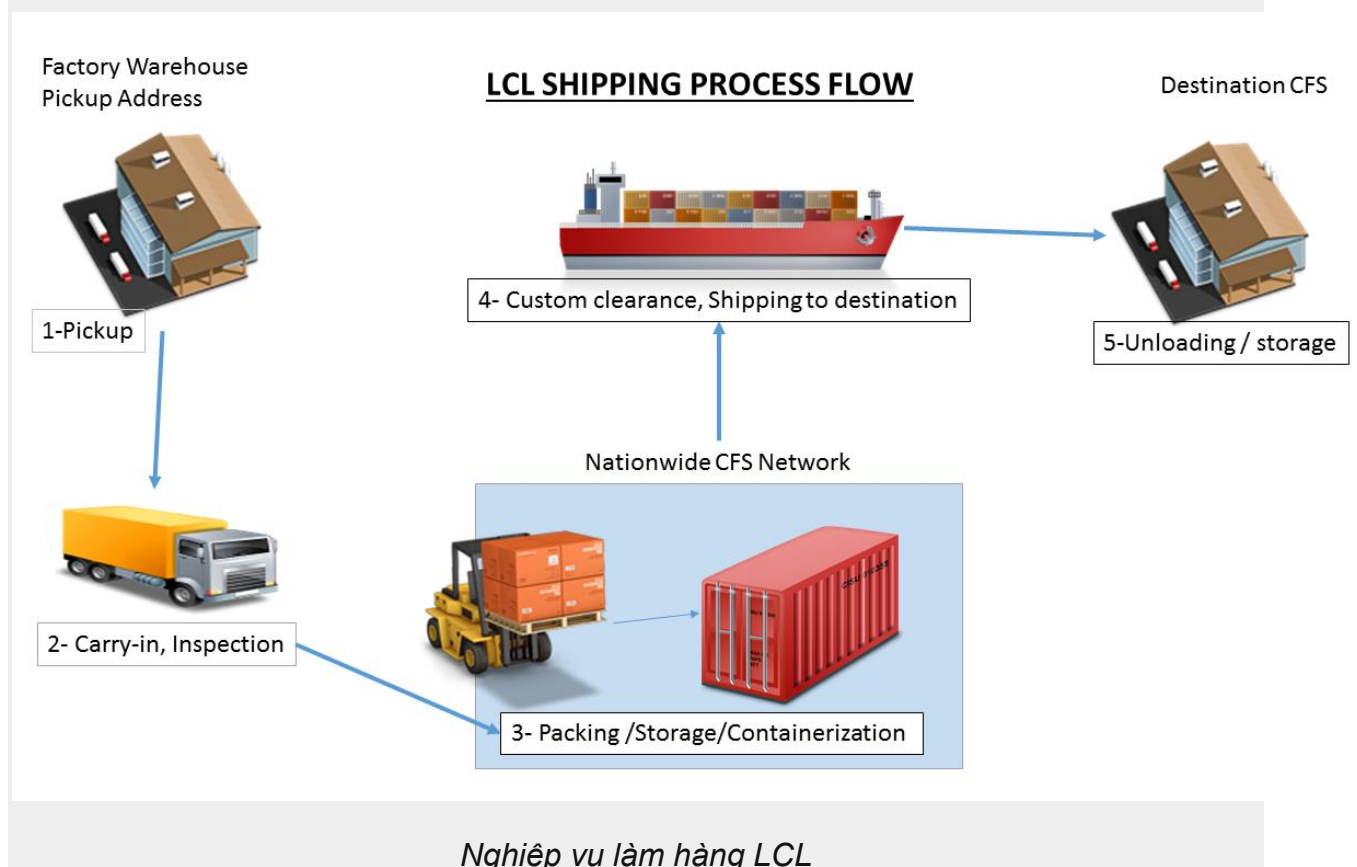 Factory Warehouse
Pickup Address
LCL SHIPPING PROCESS FLOW
Destination CFS
1-Pickup
4- Custom clearance, Shipping to destination
5-Unloading / storage
Nationwide CFS Network
2- Carry-in, Inspection
3- Packing /Storage/Containerization
Nghiệp vụ làm hàng LCL